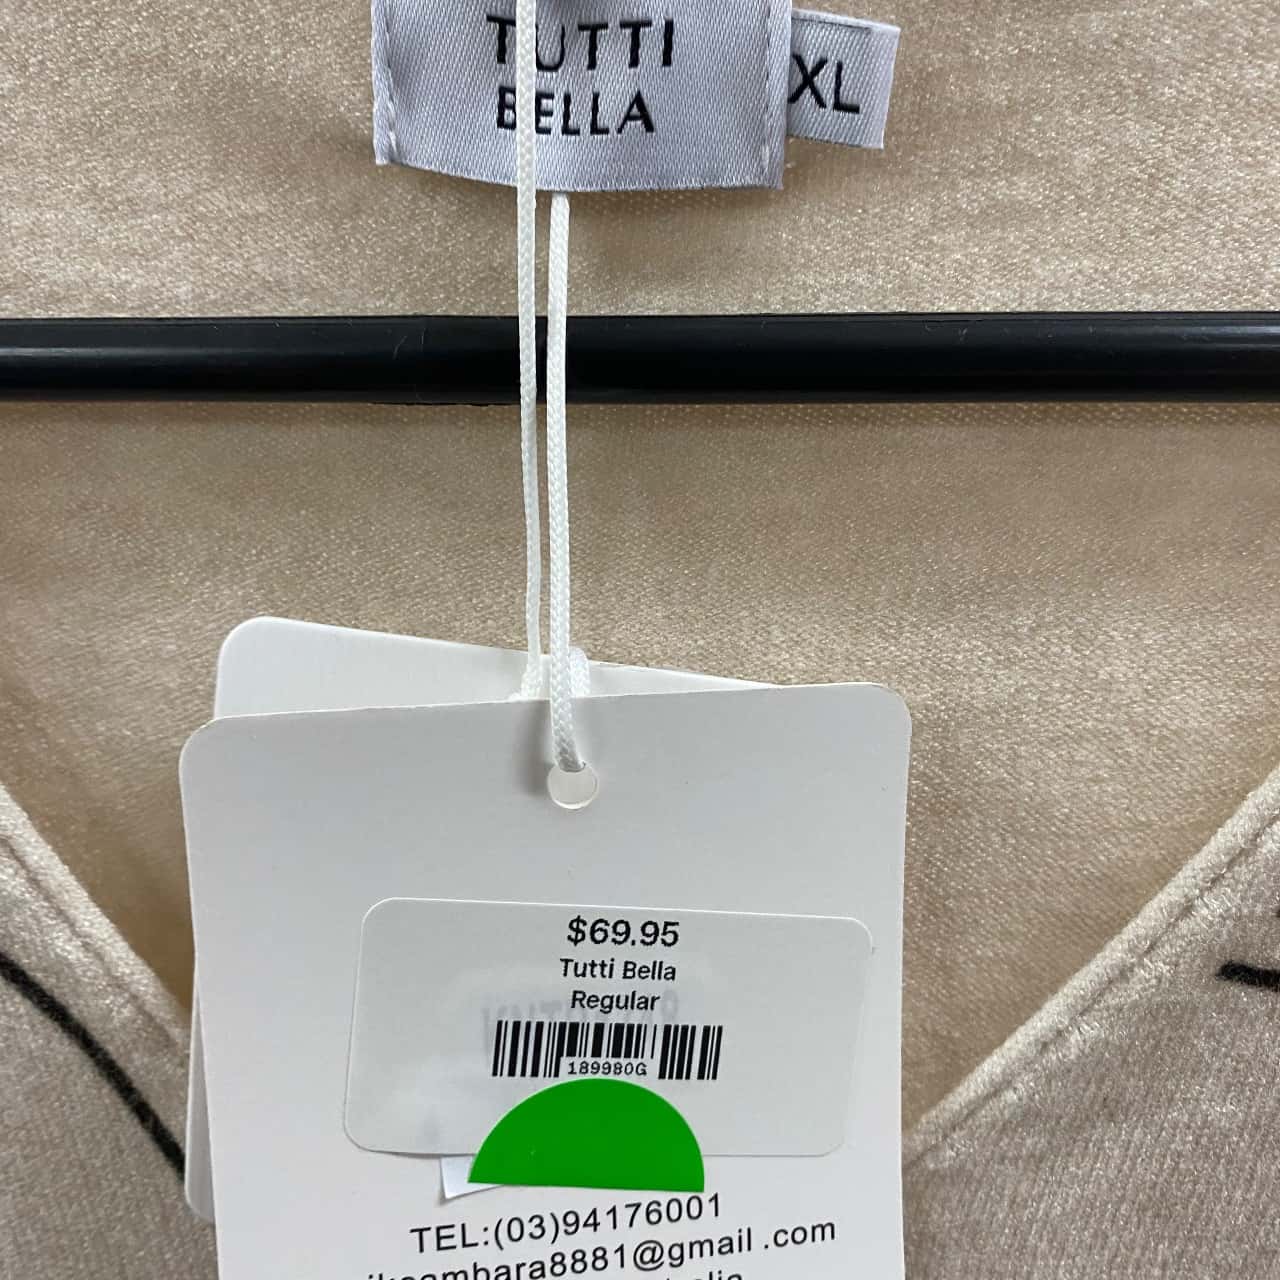 TUTTI
BELLA
XL
$69.95
Tutti Bella
Regular
189980G
TEL:(03)94176001